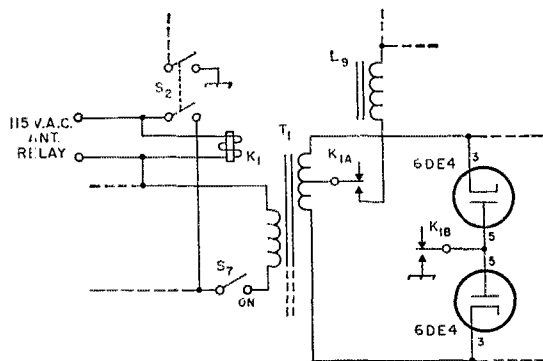 L9
S2
115 V.A.C.
ANT.
RELAY
K1
T1
K1A
3
6DE4
K1B
5
5
S7
ON
6DE4
3